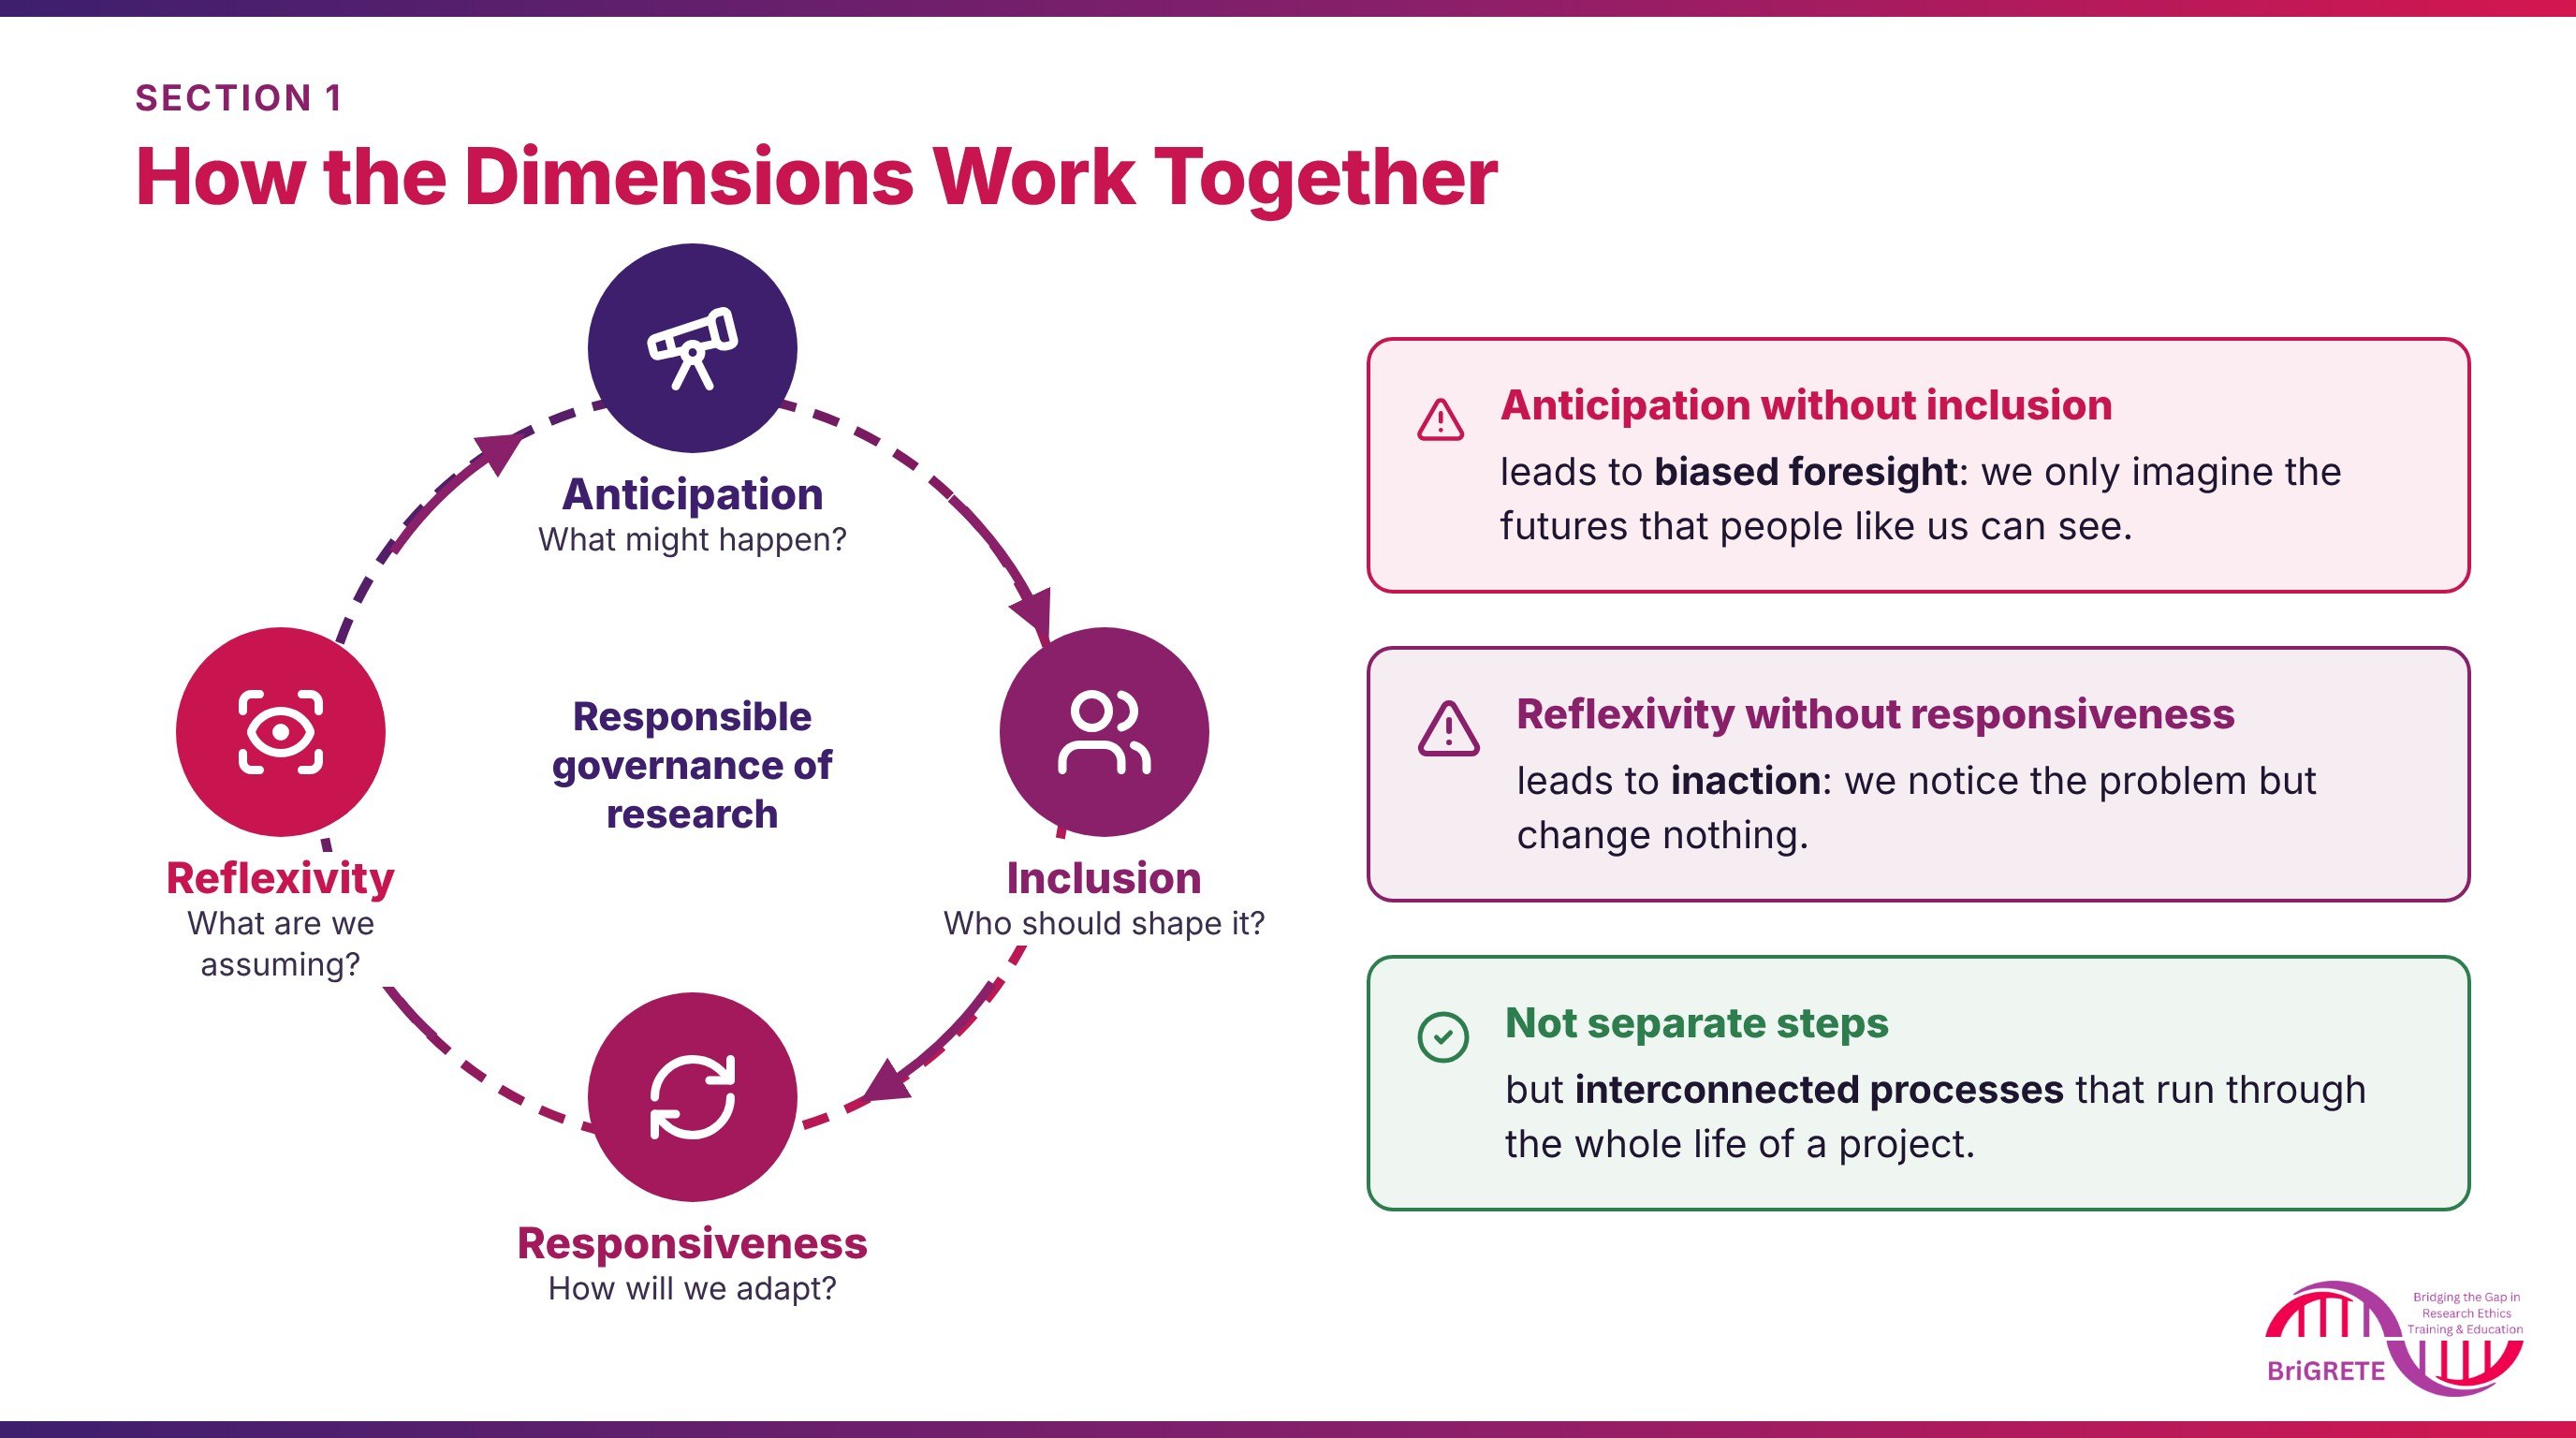 SECTION 1
How the Dimensions Work Together
Anticipation
What might happen?
Responsible
governance of
research
Reflexivity
What are we
assuming?
Inclusion
Who should shape it?
Responsiveness
How will we adapt?
Anticipation without inclusion
leads to biased foresight: we only imagine the
futures that people like us can see.
Reflexivity without responsiveness
leads to inaction: we notice the problem but
change nothing.
Not separate steps
but interconnected processes that run through
the whole life of a project.
Bridging the Gap in
Research Ethics
Training & Education
BriGRETE